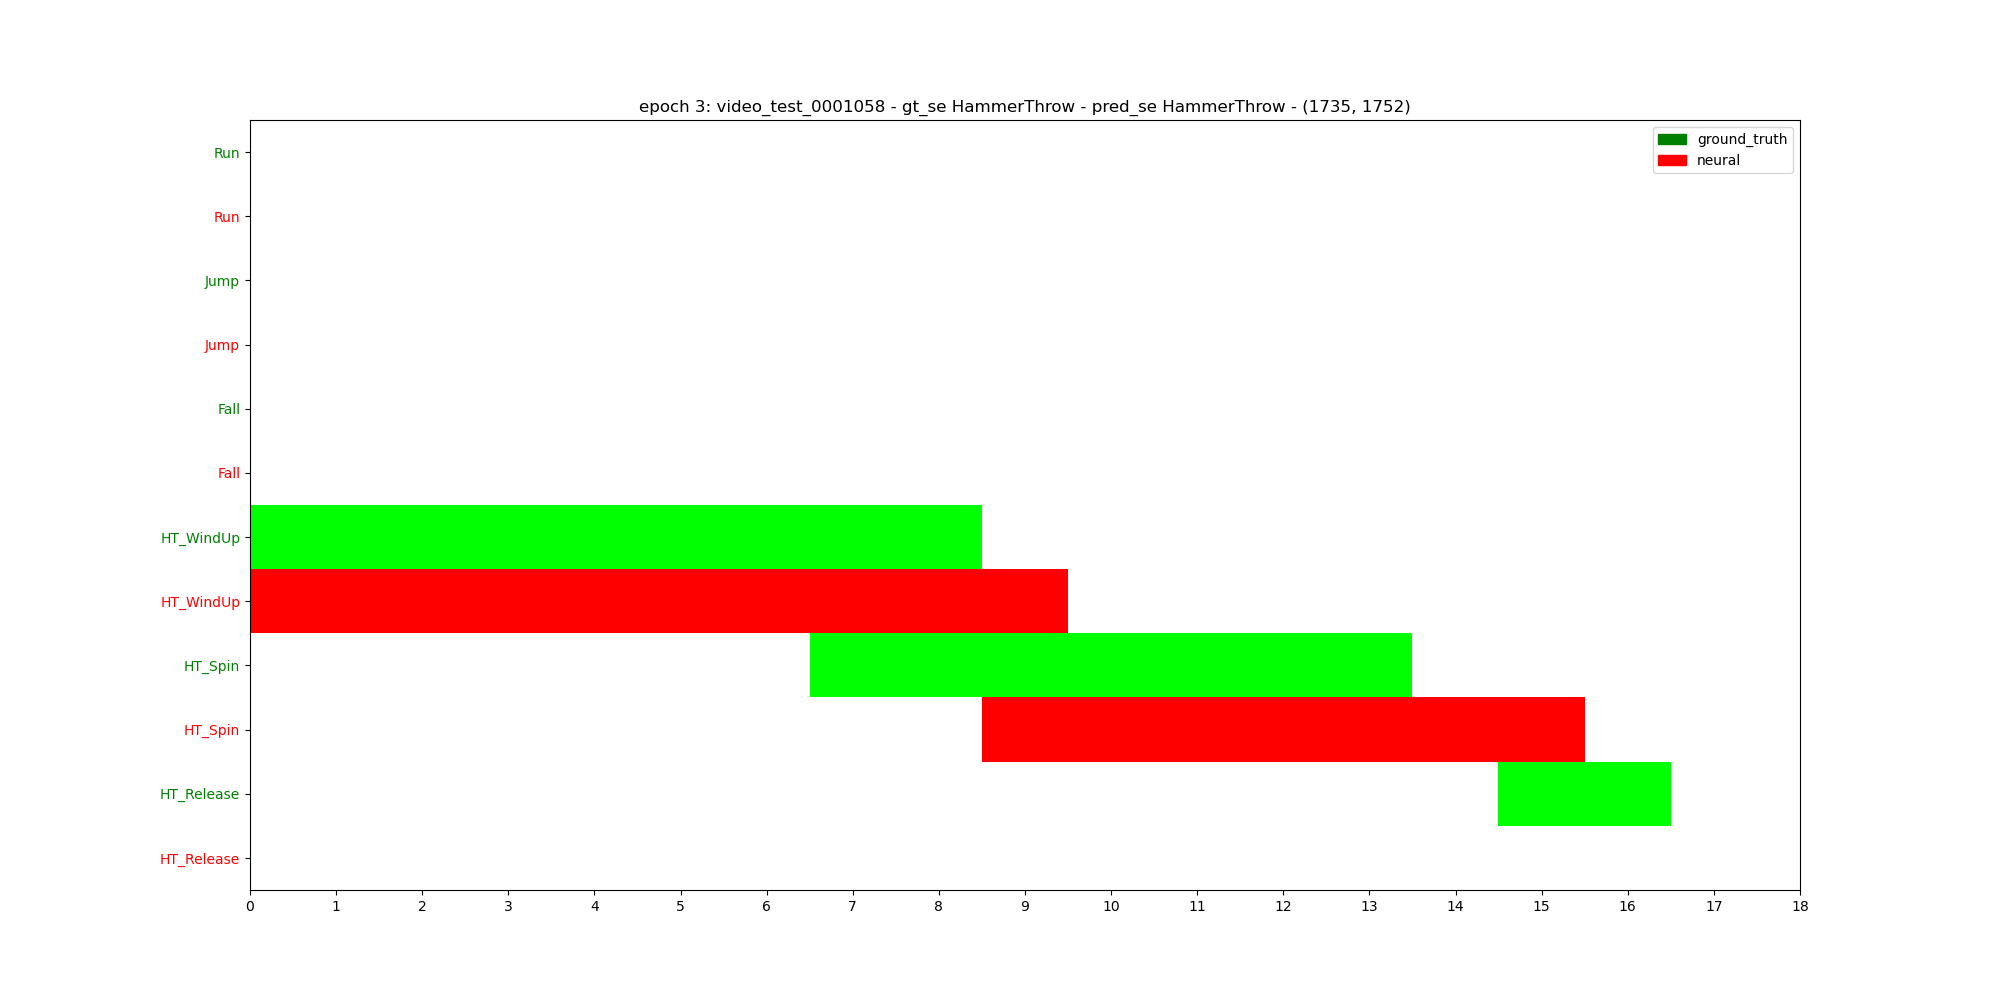 epoch 3: video_test_0001058 - gt_se HammerThrow - pred_se HammerThrow - (1735, 1752)
ground_truth
neural
Run
Run
Jump
Jump
Fall
Fall
HT_WindUp
HT_WindUp
HT_Spin
HT_Spin
HT_Release
HT_Release
0 1 2 3 4 5 6 7 8 9 10 11 12 13 14 15 16 17 18